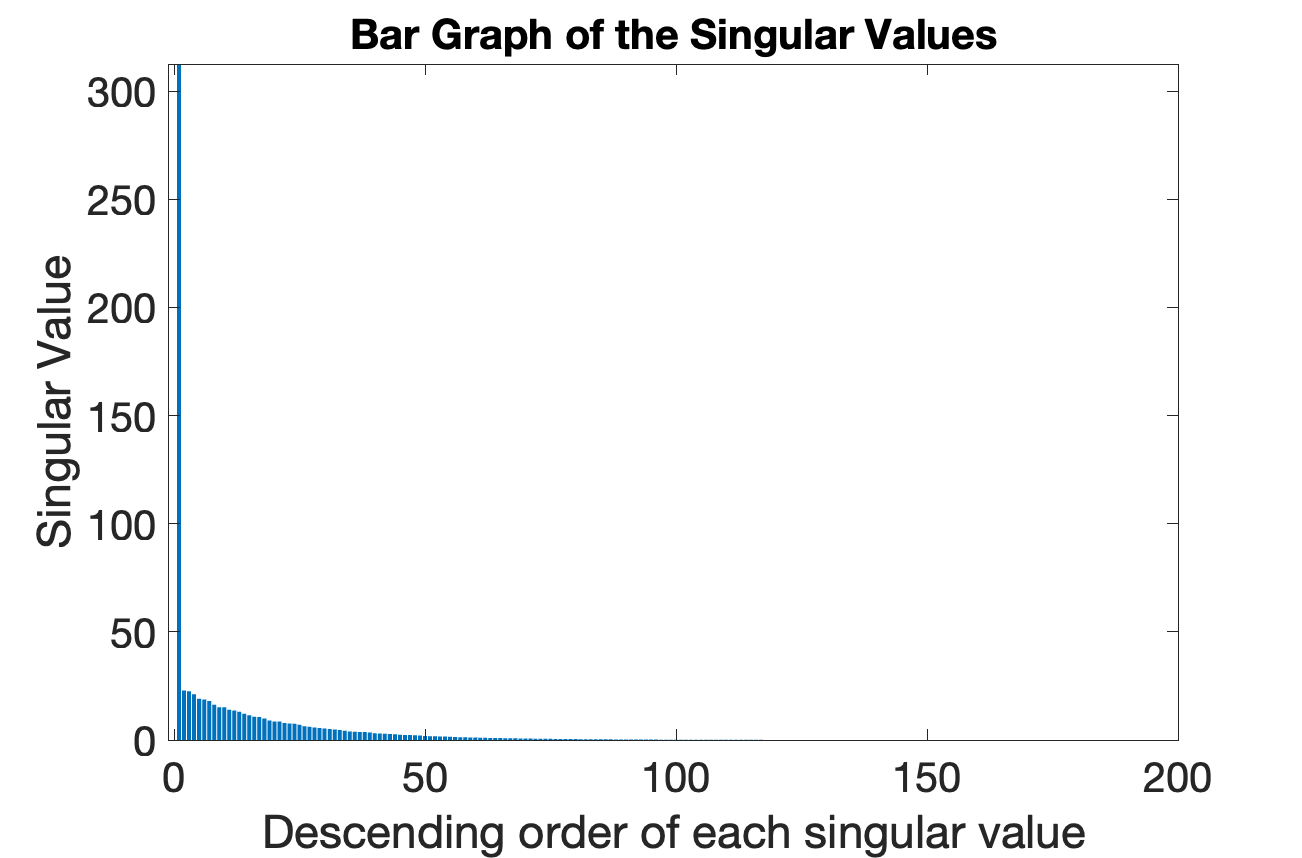 Bar Graph of the Singular Values
300
250
200
150
100
50
0
Singular Value
0 50 100 150 200
Descending order of each singular value